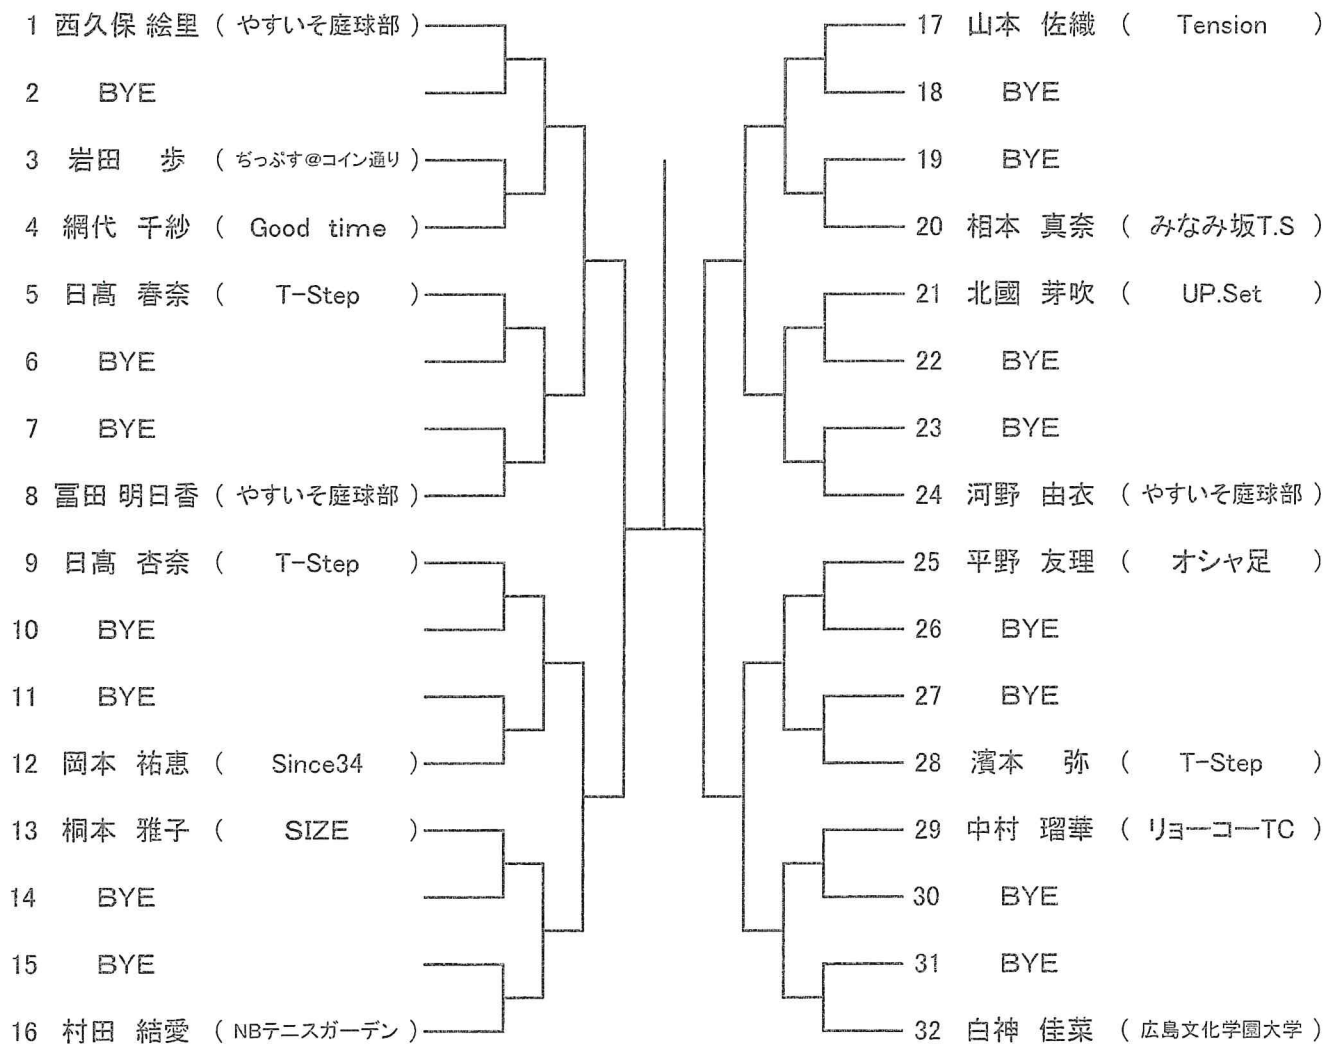 1 西久保 絵里 ( やすいそ庭球部 )
2 BYE
3 岩田 歩 ( ぢっぷす@コイン通り )
4 網代 千紗 ( Good time )
5 日髙 春奈 ( T-Step )
6 BYE
7 BYE
8 冨田 明日香 ( やすいそ庭球部 )
9 日髙 杏奈 ( T-Step )
10 BYE
11 BYE
12 岡本 祐恵 ( Since34 )
13 桐本 雅子 ( SIZE )
14 BYE
15 BYE
16 村田 結愛 ( NBテニスガーデン )
17 山本 佐織 ( Tension )
18 BYE
19 BYE
20 相本 真奈 ( みなみ坂T.S )
21 北國 芽吹 ( UP.Set )
22 BYE
23 BYE
24 河野 由衣 ( やすいそ庭球部 )
25 平野 友理 ( オシャ足 )
26 BYE
27 BYE
28 濱本 弥 ( T-Step )
29 中村 瑠華 ( リョーコーTC )
30 BYE
31 BYE
32 白神 佳菜 ( 広島文化学園大学 )